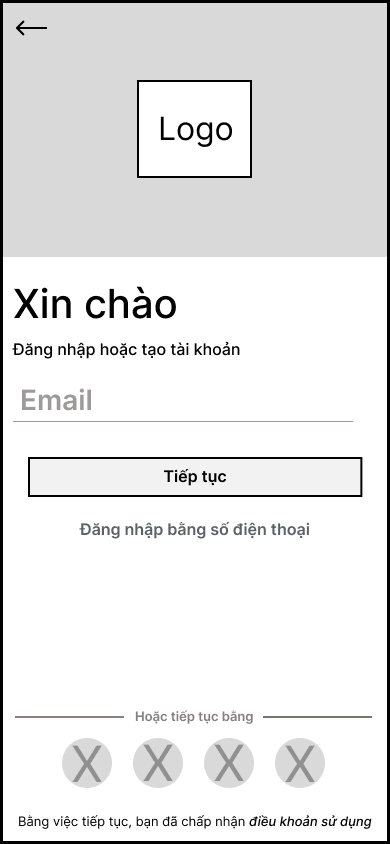 Logo
Xin chào
Đăng nhập hoặc tạo tài khoản
Email
Tiếp tục
Đăng nhập bằng số điện thoại
Hoặc tiếp tục bằng
X X X X
Bằng việc tiếp tục, bạn đã chấp nhận điều khoản sử dụng